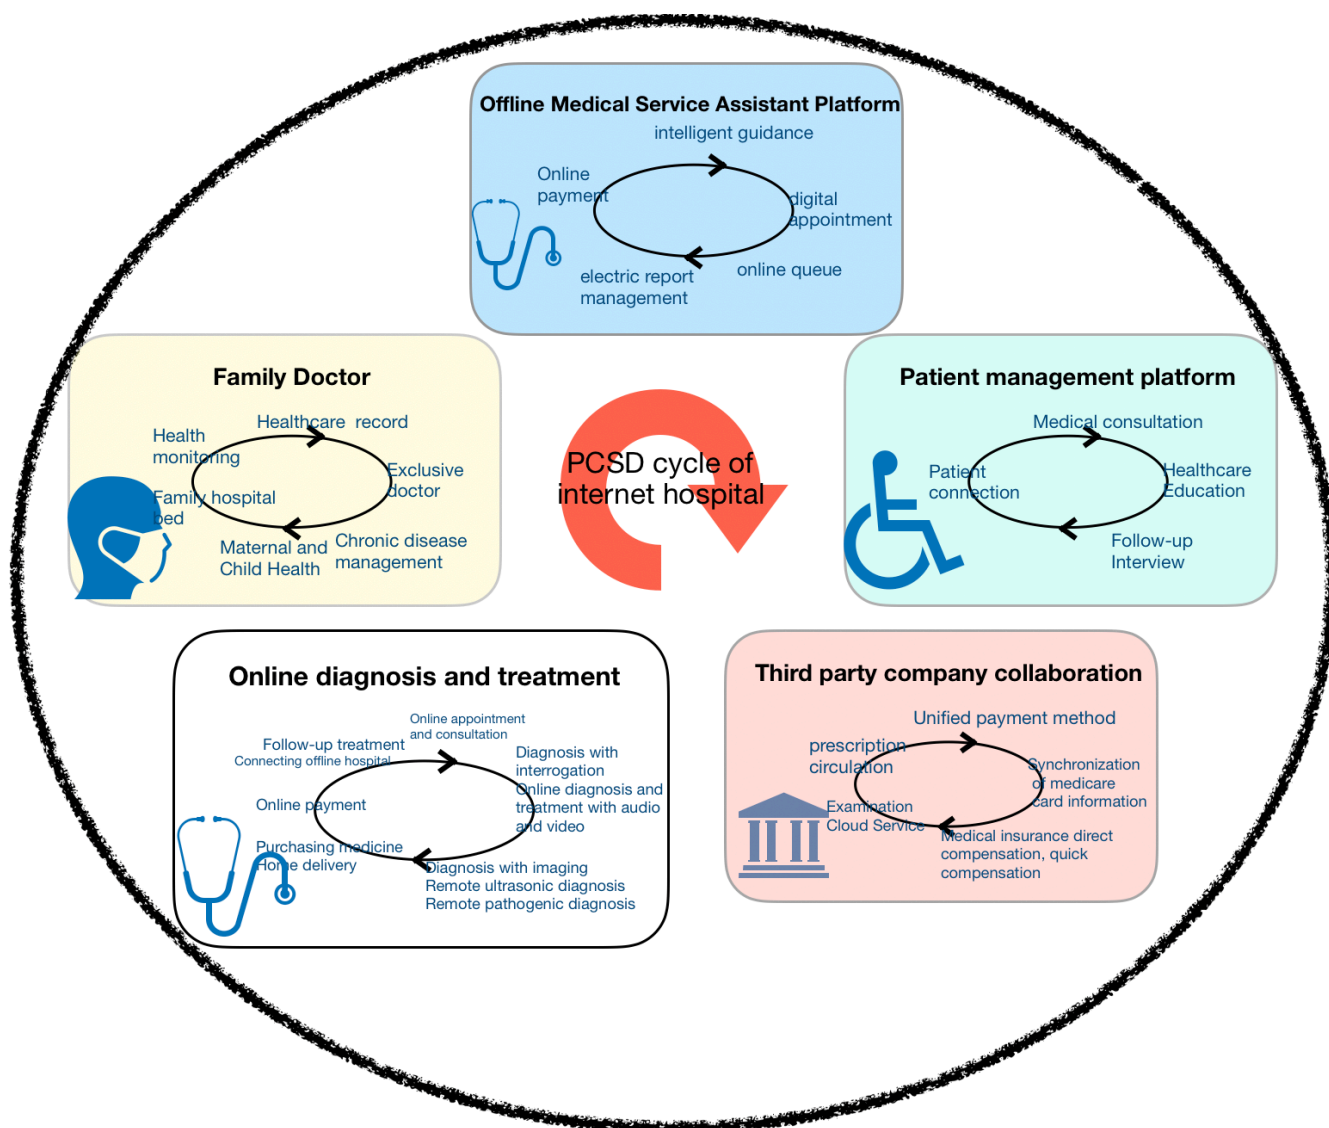 Offline Medical Service Assistant Platform
intelligent guidance
Online
payment
digital
appointment
online queue
electric report
management
Family Doctor
Healthcare record
Health
monitoring
Exclusive
doctor
Family hospital
bed
Maternal and
Child Health
Chronic disease
management
PCSD cycle of
internet hospital
Patient management platform
Medical consultation
Patient
connection
Healthcare
Education
Follow-up
Interview
Online diagnosis and treatment
Online appointment
and consultation
Follow-up treatment
Connecting offline hospital
Diagnosis with
interrogation
Online diagnosis and
treatment with audio
and video
Online payment
Purchasing medicine
Home delivery
Diagnosis with imaging
Remote ultrasonic diagnosis
Remote pathogenic diagnosis
Third party company collaboration
Unified payment method
prescription
circulation
Synchronization
of medicare
card information
Examination
Cloud Service
Medical insurance direct
compensation, quick
compensation